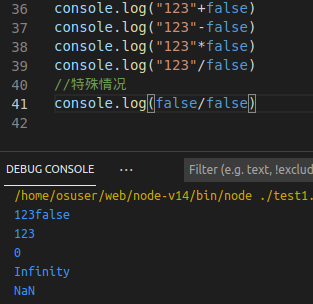 36 console.log("123"+false)
37 console.log("123"-false)
38 console.log("123"*false)
39 console.log("123"/false)
40 //特殊情况
41 console.log(false/false)
42
DEBUG CONSOLE ··· Filter (e.g. text, !exclud
/home/osuser/web/node-v14/bin/node ./test1.
123false
123
0
Infinity
NaN